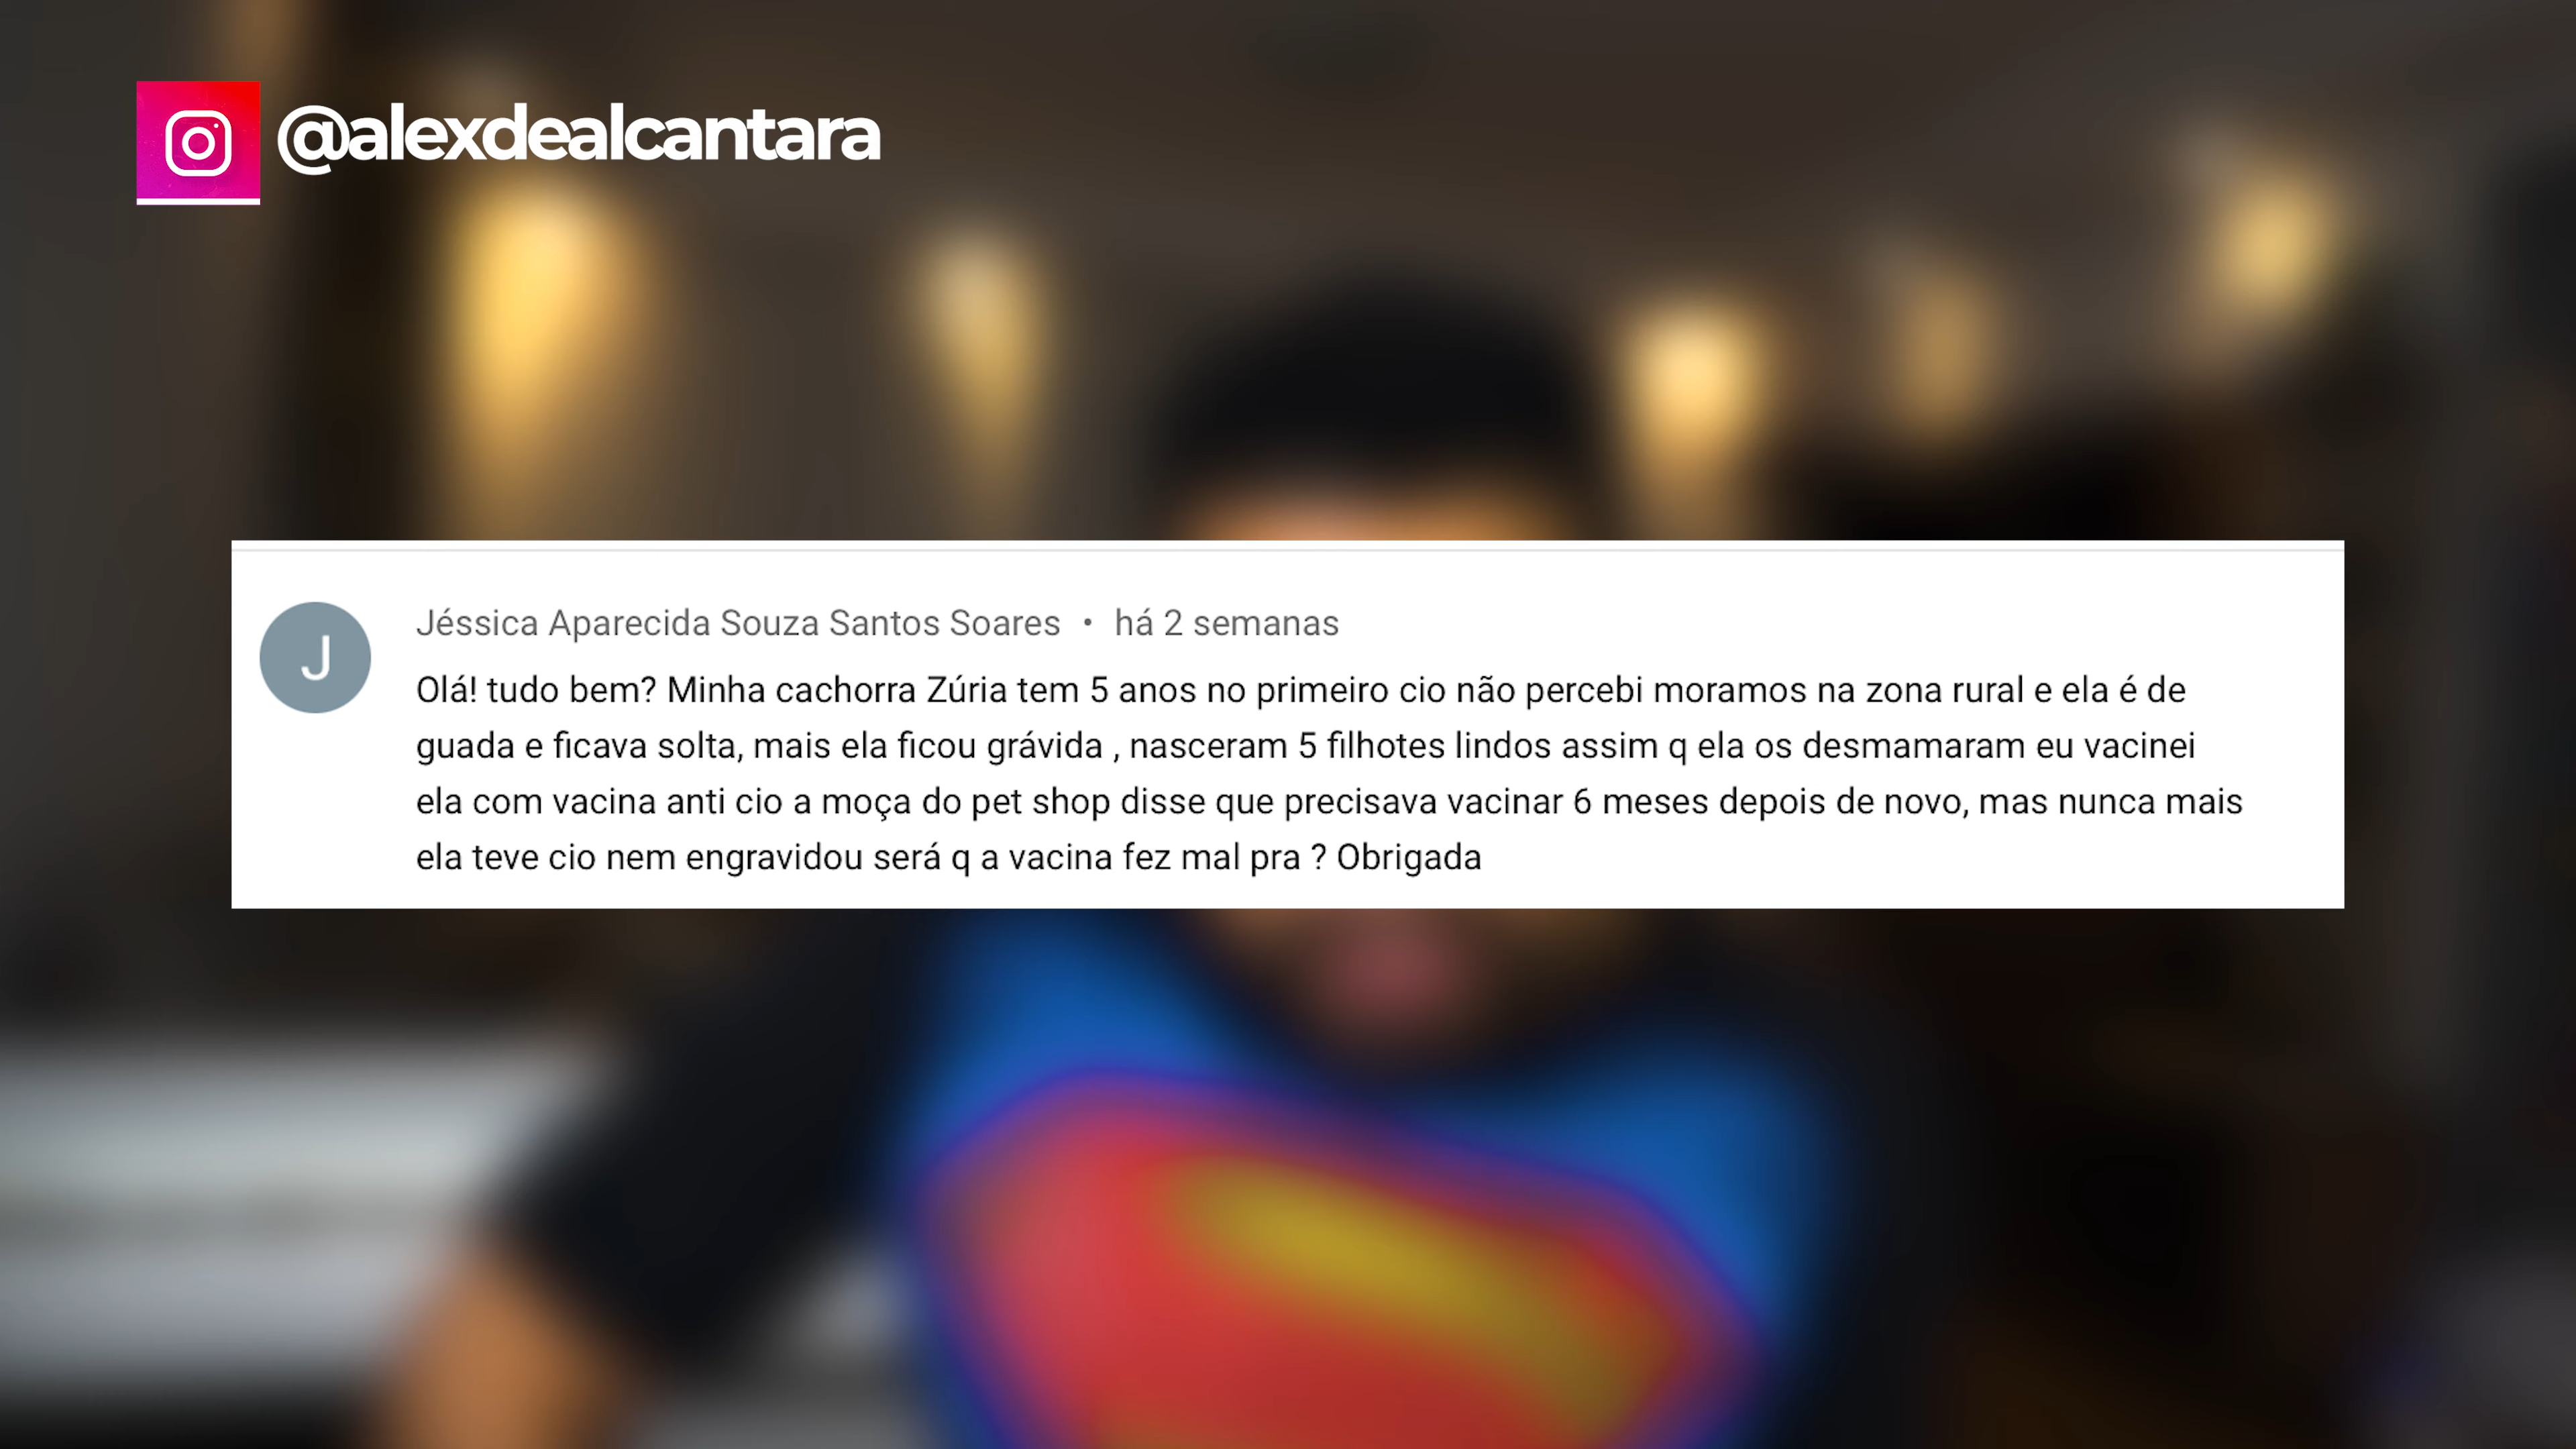 @alexdealcantara
J
Jéssica Aparecida Souza Santos Soares • há 2 semanas
Olá! tudo bem? Minha cachorra Zúria tem 5 anos no primeiro cio não percebi moramos na zona rural e ela é de
guada e ficava solta, mais ela ficou grávida , nasceram 5 filhotes lindos assim q ela os desmamaram eu vacinei
ela com vacina anti cio a moça do pet shop disse que precisava vacinar 6 meses depois de novo, mas nunca mais
ela teve cio nem engravidou será q a vacina fez mal pra ? Obrigada